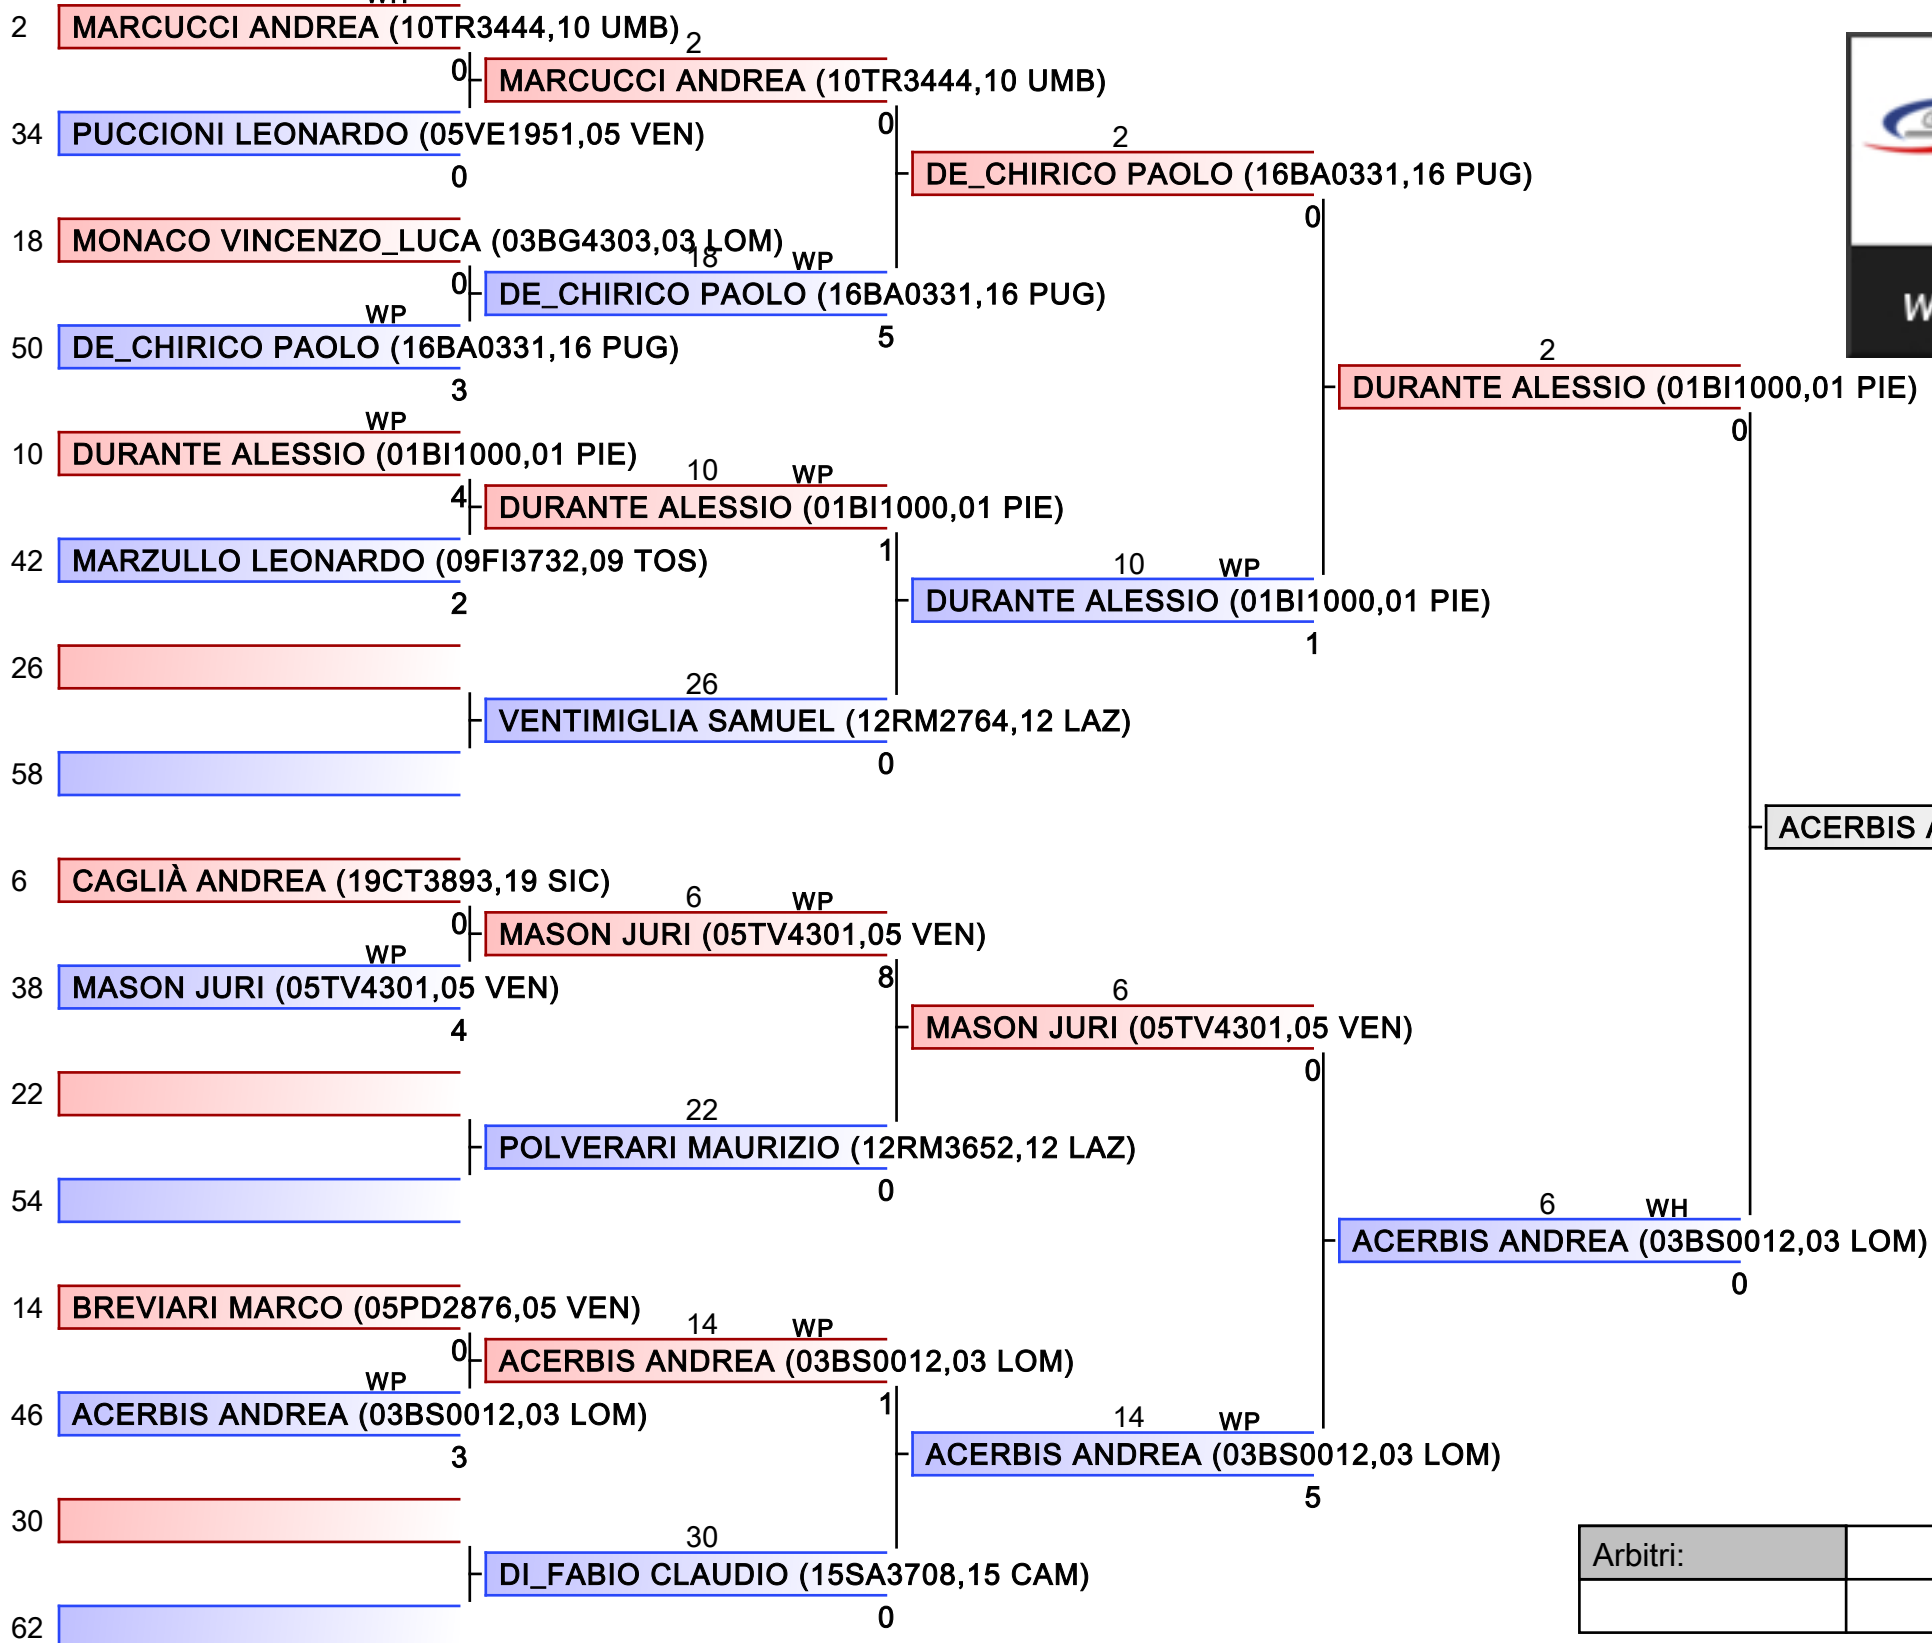 2 MARCUCCI ANDREA (10TR3444,10 UMB)
2
0 MARCUCCI ANDREA (10TR3444,10 UMB)
34 PUCCIONI LEONARDO (05VE1951,05 VEN)
0
0
2
DE_CHIRICO PAOLO (16BA0331,16 PUG)
0
18 MONACO VINCENZO_LUCA (03BG4303,03 LOM)
18 WP
0 DE_CHIRICO PAOLO (16BA0331,16 PUG)
5
WP
50 DE_CHIRICO PAOLO (16BA0331,16 PUG)
3
W
2
DURANTE ALESSIO (01BI1000,01 PIE)
0
WP
10 DURANTE ALESSIO (01BI1000,01 PIE)
10 WP
4 DURANTE ALESSIO (01BI1000,01 PIE)
1
42 MARZULLO LEONARDO (09FI3732,09 TOS)
2
10 WP
DURANTE ALESSIO (01BI1000,01 PIE)
1
26
26
VENTIMIGLIA SAMUEL (12RM2764,12 LAZ)
0
58
ACERBIS
6 CAGLIÀ ANDREA (19CT3893,19 SIC)
6 WP
0 MASON JURI (05TV4301,05 VEN)
8
WP
38 MASON JURI (05TV4301,05 VEN)
4
6
MASON JURI (05TV4301,05 VEN)
0
22
22
POLVERARI MAURIZIO (12RM3652,12 LAZ)
0
54
6 WH
ACERBIS ANDREA (03BS0012,03 LOM)
0
14 BREVIARI MARCO (05PD2876,05 VEN)
14 WP
0 ACERBIS ANDREA (03BS0012,03 LOM)
1
WP
46 ACERBIS ANDREA (03BS0012,03 LOM)
3
14 WP
ACERBIS ANDREA (03BS0012,03 LOM)
5
30
30
DI_FABIO CLAUDIO (15SA3708,15 CAM)
0
62
Arbitri: